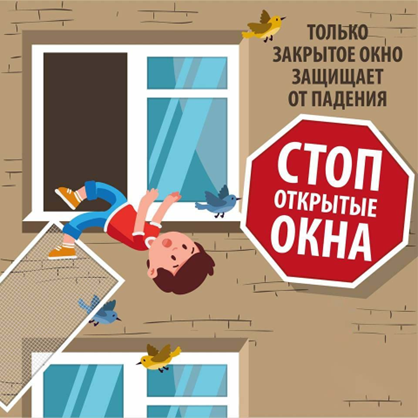 ТОЛЬКО
ЗАКРЫТОЕ ОКНО
ЗАЩИЩАЕТ
ОТ ПАДЕНИЯ
СТОП
ОТКРЫТЫЕ
ОКНА